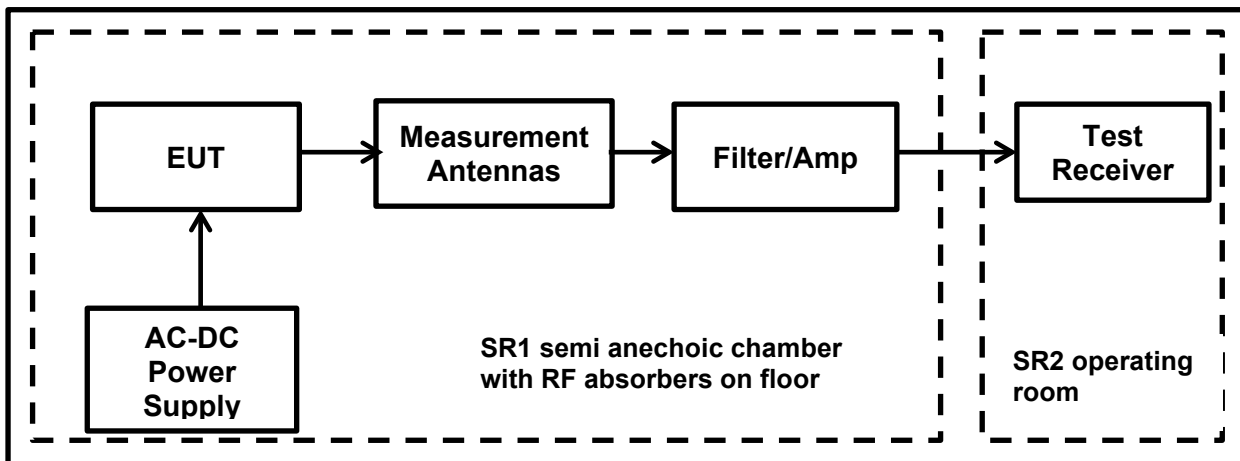 EUT
Measurement
Antennas
Filter/Amp
Test
Receiver
AC-DC
Power
Supply
SR1 semi anechoic chamber
with RF absorbers on floor
SR2 operating
room